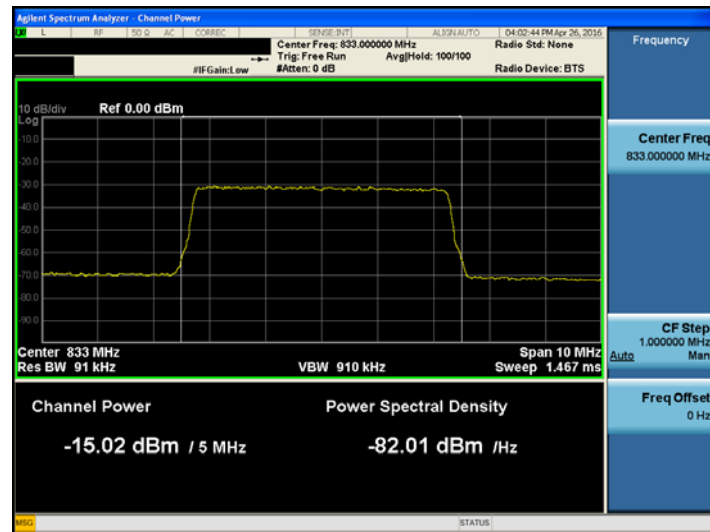 Agilent Spectrum Analyzer - Channel Power
L RF 50 Ω AC CORREC SENSE:INT ALIGN AUTO 04:02:44 PM Apr 26, 2016
Center Freq: 833.000000 MHz Radio Std: None
Trig: Free Run Avg|Hold: 100/100
#IFGain:Low #Atten: 0 dB Radio Device: BTS
Frequency
10 dB/div Ref 0.00 dBm
Log
-10.0
-20.0
-30.0
-40.0
-50.0
-60.0
-70.0
-80.0
-90.0
Center 833 MHz Span 10 MHz
Res BW 91 kHz VBW 910 kHz Sweep 1.467 ms
Channel Power Power Spectral Density
-15.02 dBm / 5 MHz -82.01 dBm /Hz
Center Freq
833.000000 MHz
CF Step
1.000000 MHz
Auto Man
Freq Offset
0 Hz
MSG STATUS